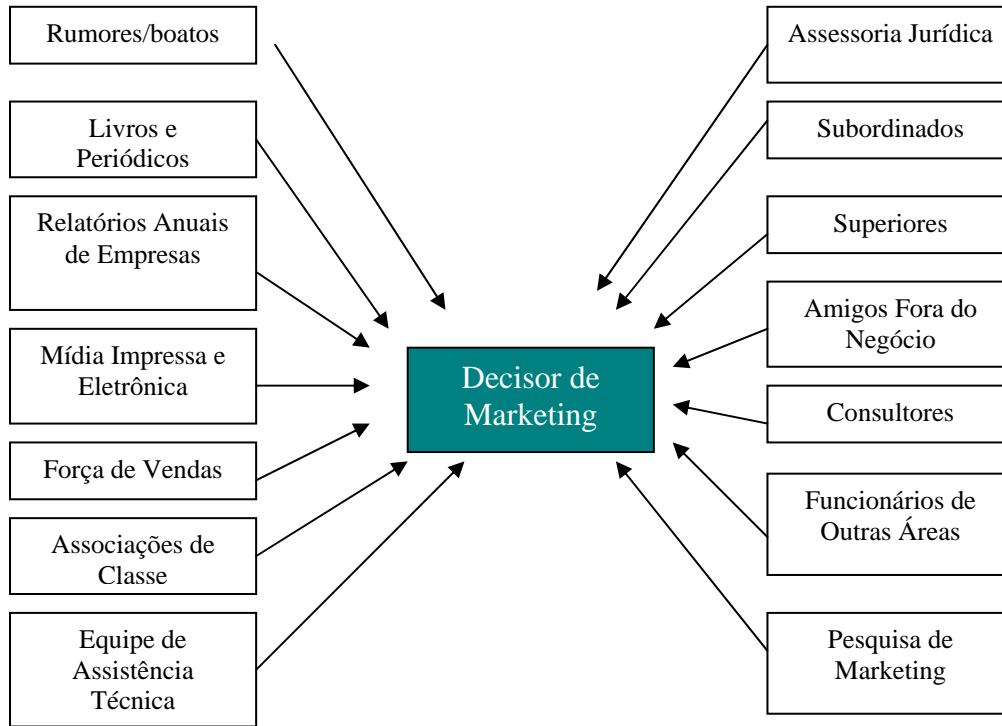 Rumores/boatos
Livros e
Periódicos
Relatórios Anuais
de Empresas
Mídia Impressa e
Eletrônica
Força de Vendas
Associações de
Classe
Equipe de
Assistência
Técnica
Decisor de
Marketing
Assessoria Jurídica
Subordinados
Superiores
Amigos Fora do
Negócio
Consultores
Funcionários de
Outras Áreas
Pesquisa de
Marketing